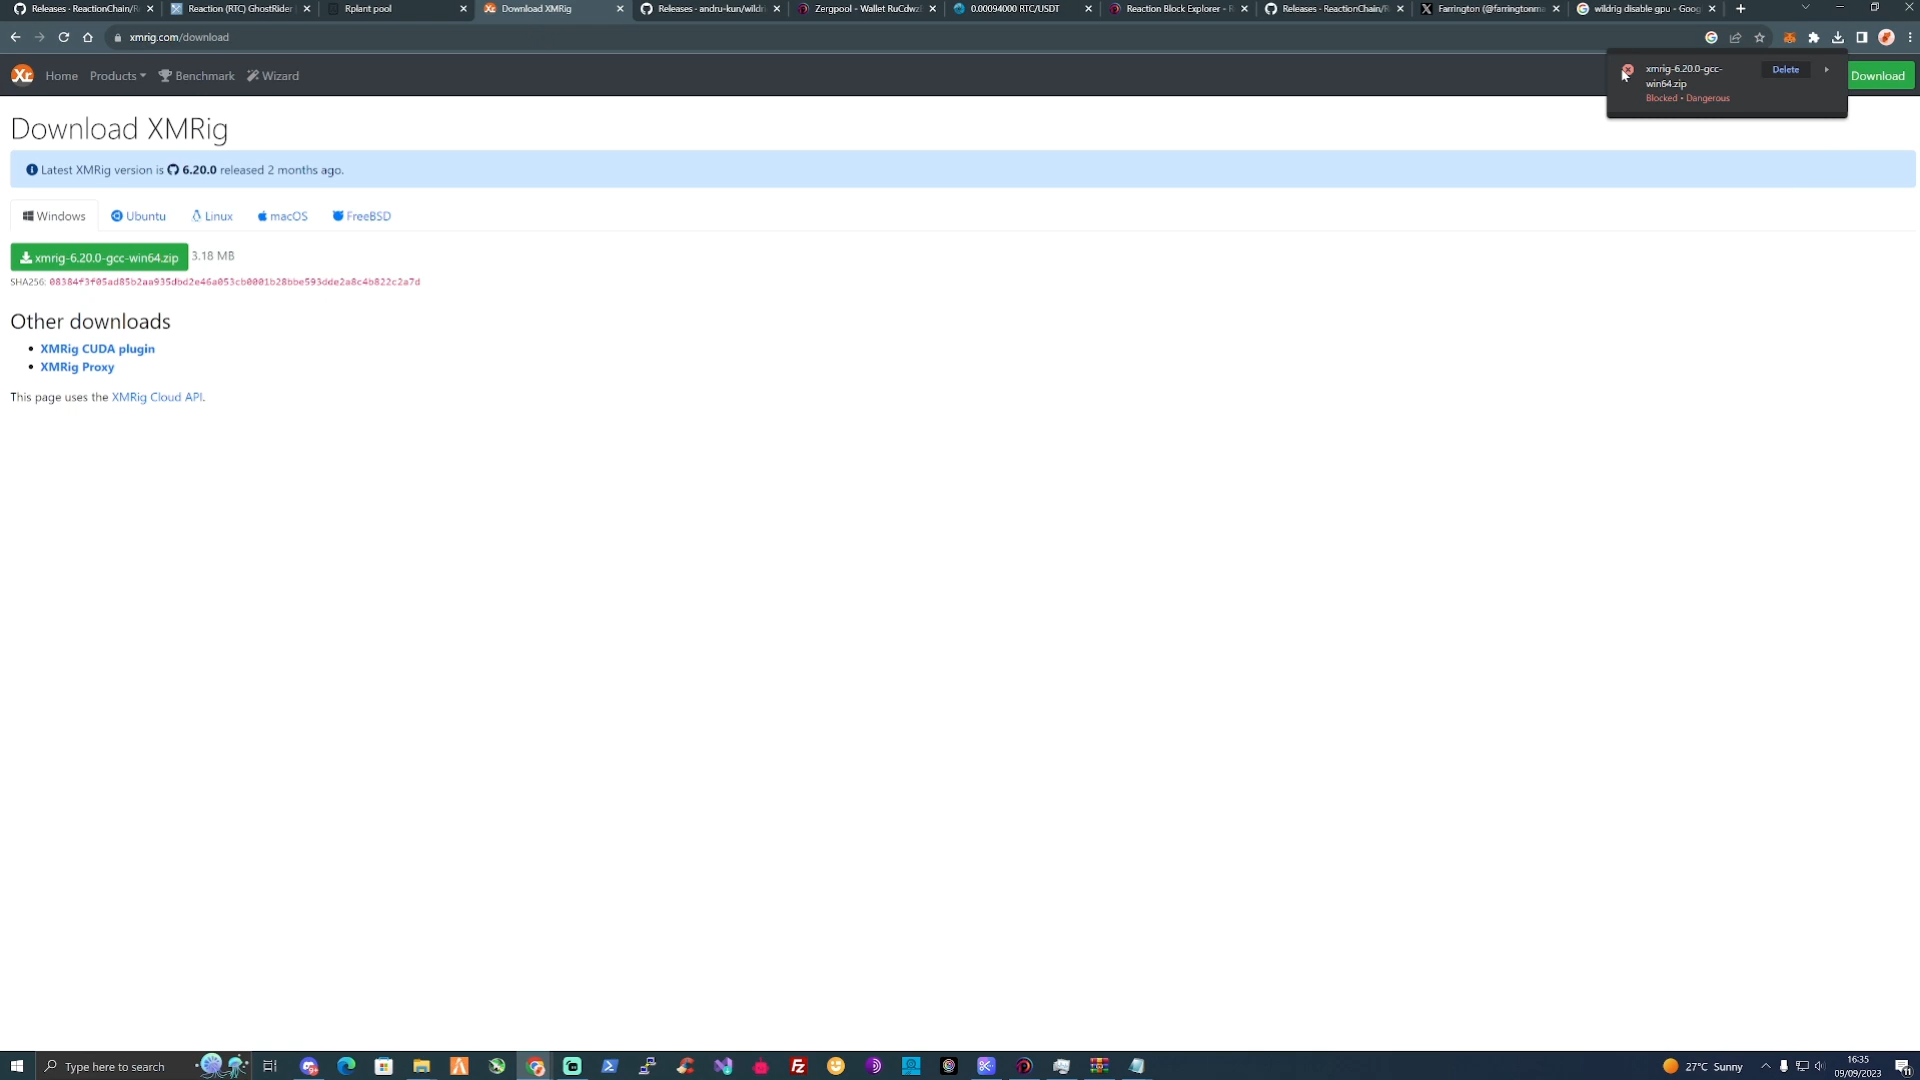 Releases · ReactionChain/R
Reaction (RTC) GhostRider
Rplant pool
Download XMRig
Releases · andru-kun/wildri
Zergpool - Wallet RuCdwz
0.00094000 RTC/USDT
Reaction Block Explorer - R
Releases · ReactionChain/R
Farrington (@farringtonm
wildrig disable gpu - Goog
xmrig.com/download
Home
Products
Benchmark
Wizard
xmrig-6.20.0-gcc-
win64.zip
Blocked • Dangerous
Delete
Download
Download XMRig
Latest XMRig version is 6.20.0 released 2 months ago.
Windows
Ubuntu
Linux
macOS
FreeBSD
xmrig-6.20.0-gcc-win64.zip 3.18 MB
SHA256: 08384f3f05ad85b2aa935dbd2e46a053cb0001b28bbe593dde2a8c4b822c2a7d
Other downloads
XMRig CUDA plugin
XMRig Proxy
This page uses the XMRig Cloud API.
Type here to search
27°C Sunny
16:35
09/09/2023